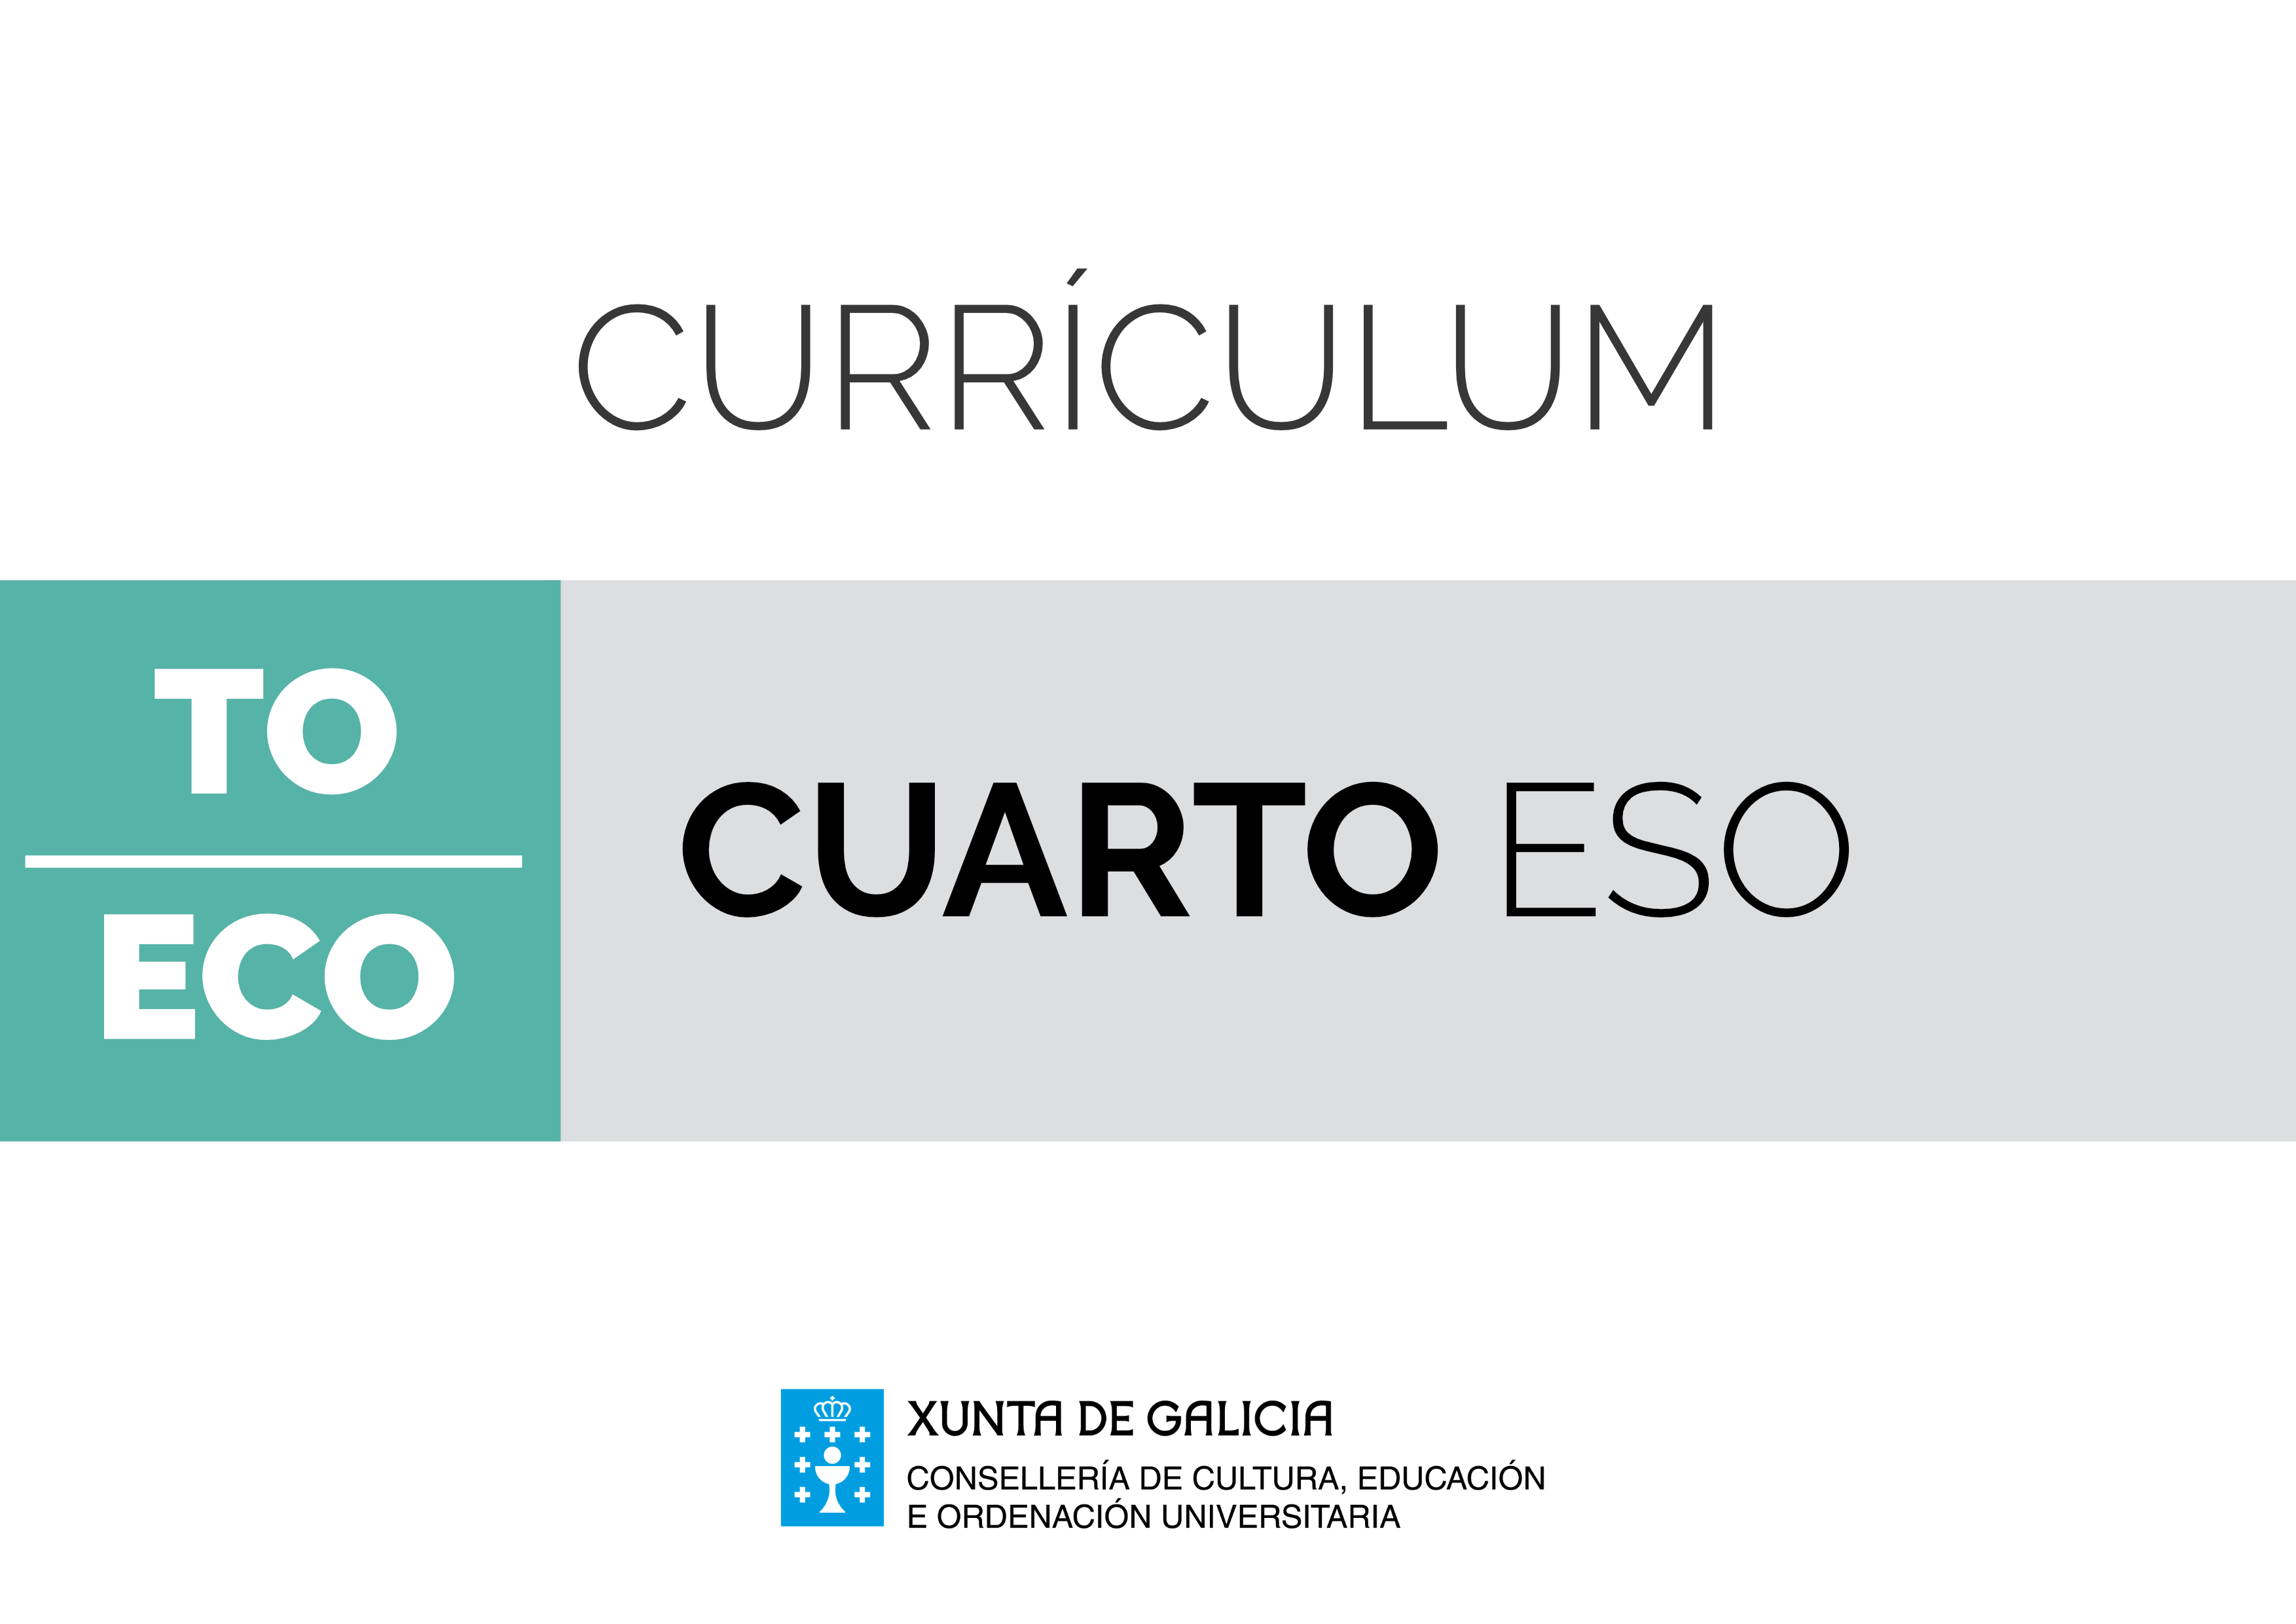 CURRÍCULUM
TO
ECO
CUARTO ESO
XUNTA DE GALICIA
CONSELLERÍA DE CULTURA, EDUCACIÓN
E ORDENACIÓN UNIVERSITARIA